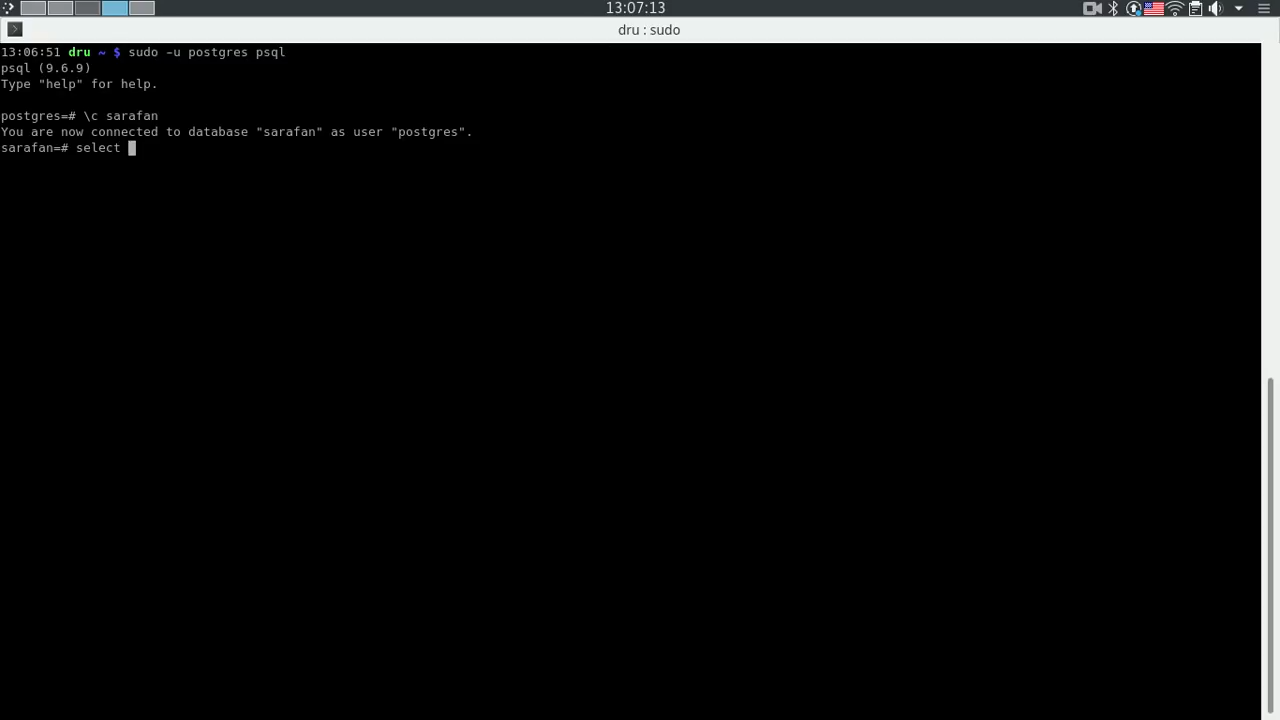 13:07:13
dru : sudo
13:06:51 dru ~ $ sudo -u postgres psql
psql (9.6.9)
Type "help" for help.
postgres=# \c sarafan
You are now connected to database "sarafan" as user "postgres".
sarafan=# select